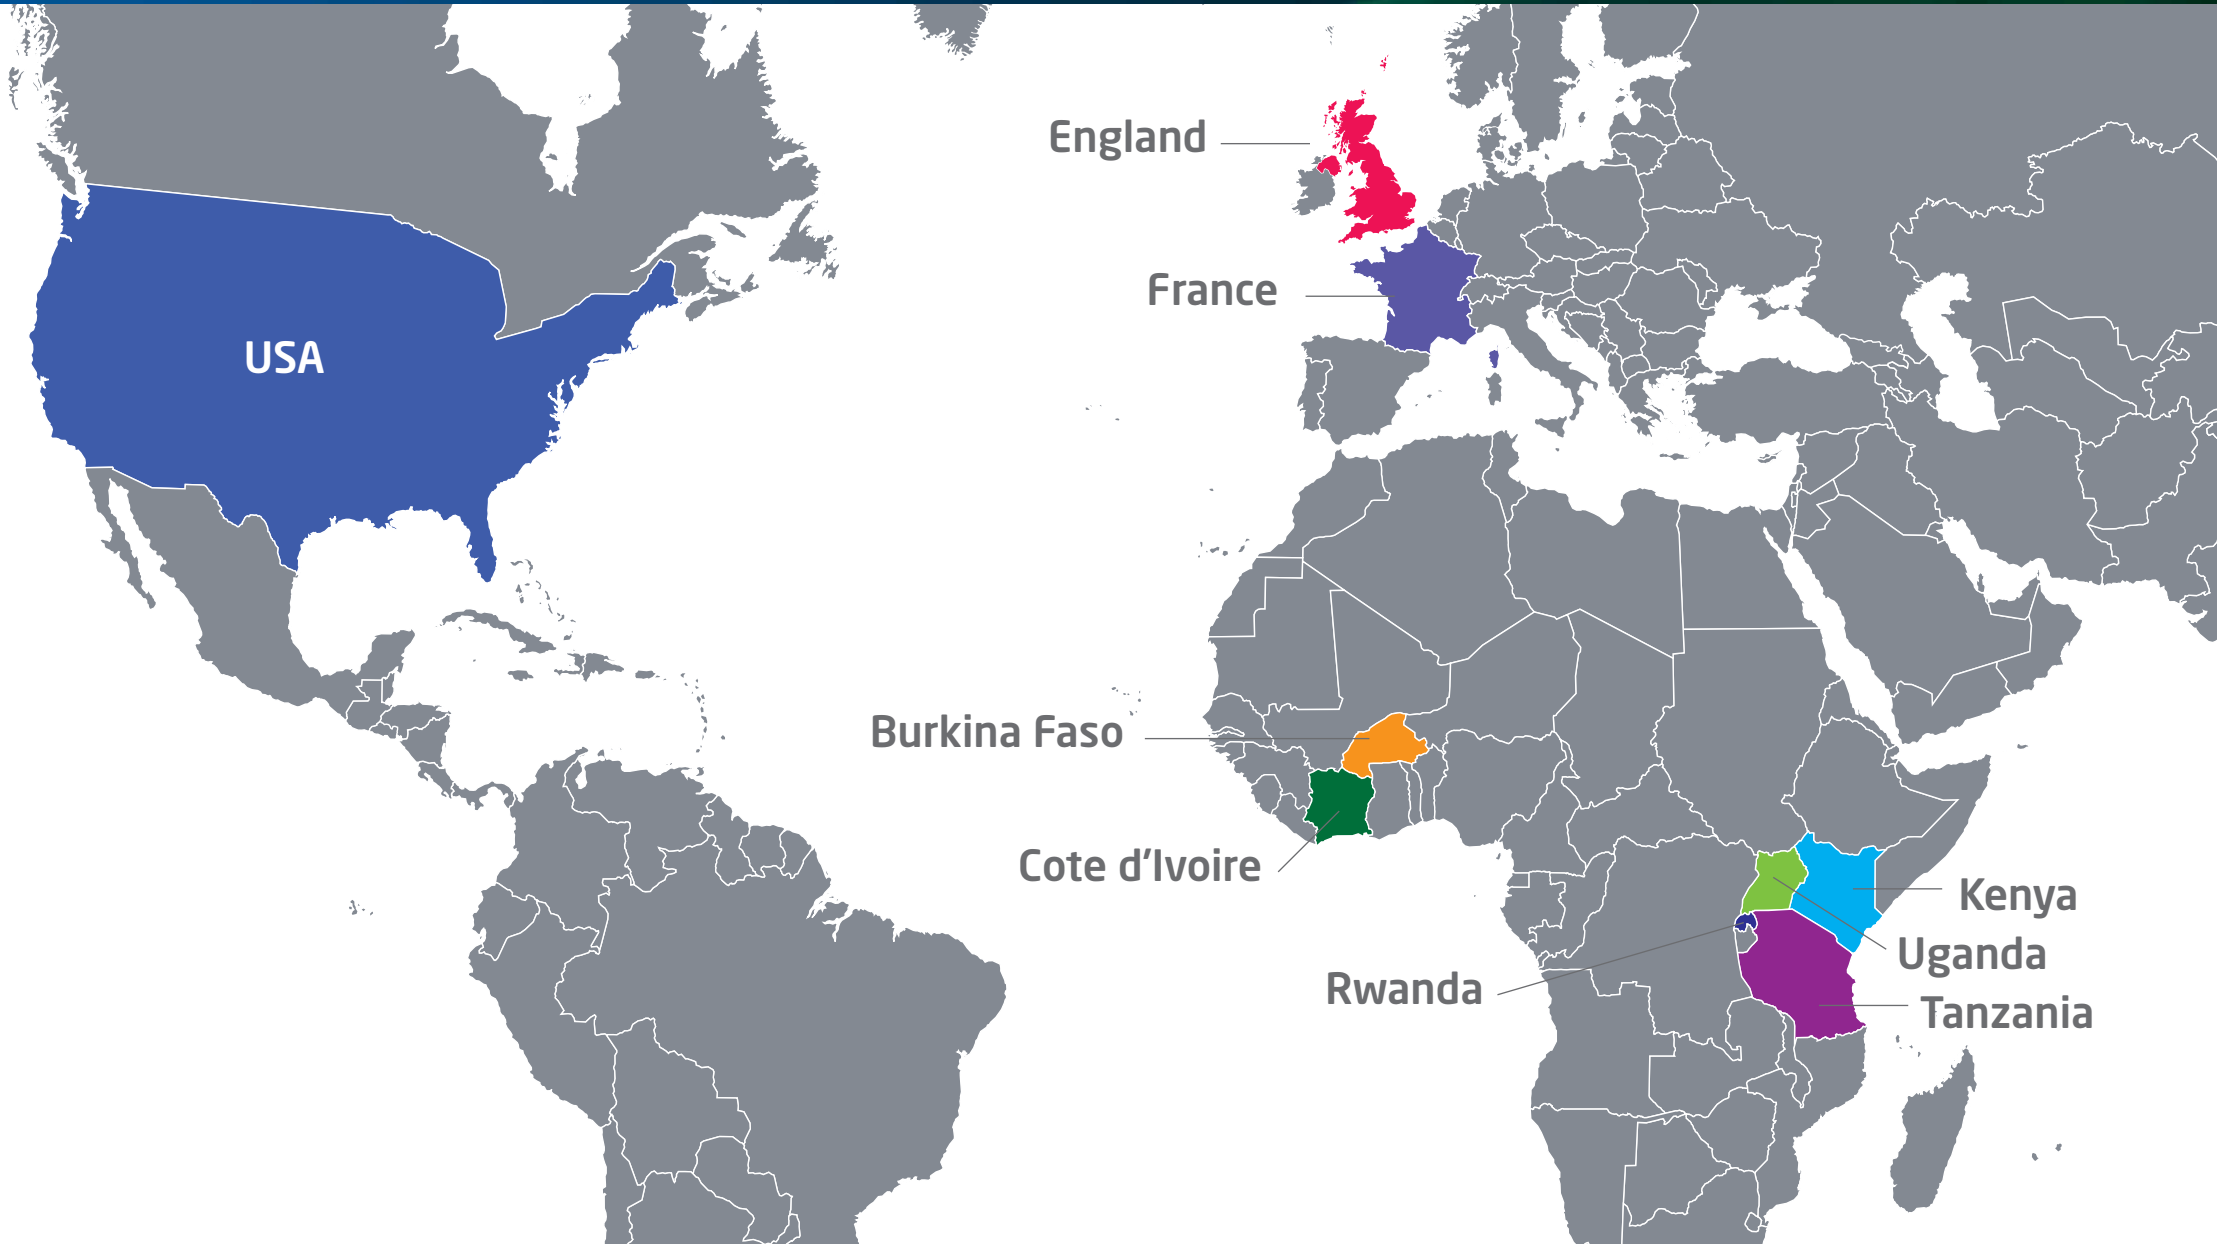 England
France
USA
Burkina Faso
Cote d’Ivoire
Kenya
Uganda
Rwanda
Tanzania